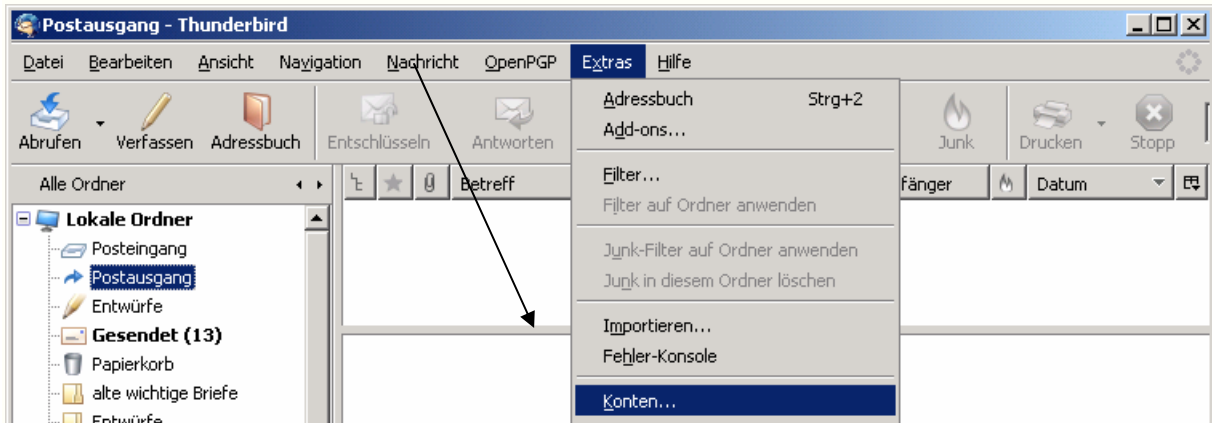 Postausgang - Thunderbird
Datei Bearbeiten Ansicht Navigation Nachricht OpenPGP Extras Hilfe
Abrufen Verfassen Adressbuch Entschlüsseln Antworten Junk Drucken Stopp
Adressbuch Strg+2
Add-ons...
Filter...
Filter auf Ordner anwenden
Junk-Filter auf Ordner anwenden
Junk in diesem Ordner löschen
Importieren...
Fehler-Konsole
Konten...
Alle Ordner Betreff fänger Datum
Lokale Ordner
Posteingang
Postausgang
Entwürfe
Gesendet (13)
Papierkorb
alte wichtige Briefe
Entwürfe